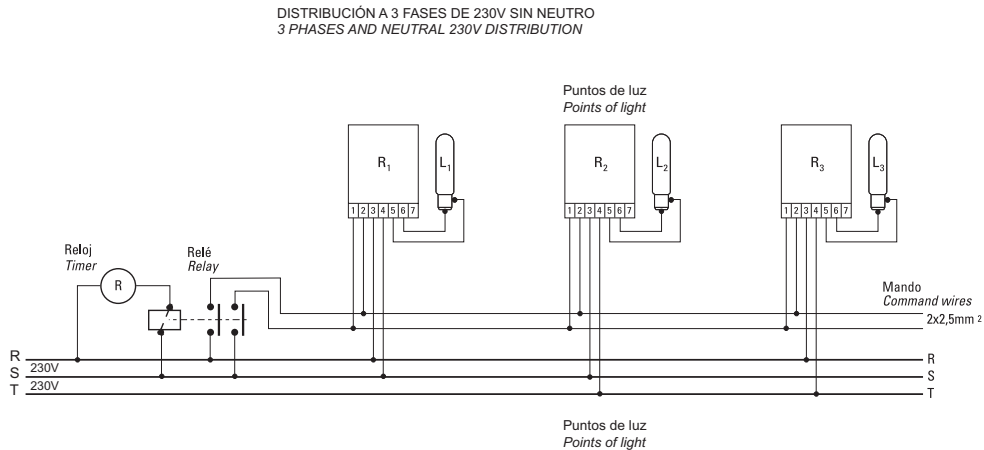 DISTRIBUCIÓN A 3 FASES DE 230V SIN NEUTRO
3 PHASES AND NEUTRAL 230V DISTRIBUTION
Puntos de luz
Points of light
R1 L1
R2 L2
R3 L3
1 2 3 4 5 6 7
1 2 3 4 5 6 7
1 2 3 4 5 6 7
Reloj
Timer
Relé
Relay
R
Mando
Command wires
2x2,5mm 2
R R
S 230V S
T 230V T
Puntos de luz
Points of light